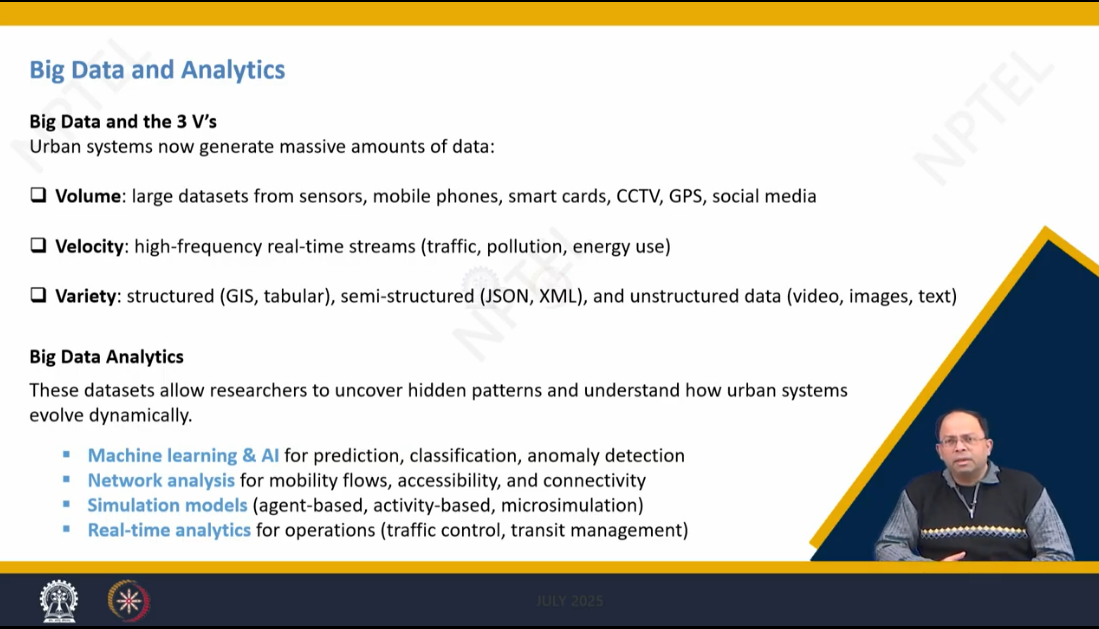 Big Data and Analytics
Big Data and the 3 V's
Urban systems now generate massive amounts of data:
Volume: large datasets from sensors, mobile phones, smart cards, CCTV, GPS, social media
Velocity: high-frequency real-time streams (traffic, pollution, energy use)
Variety: structured (GIS, tabular), semi-structured (JSON, XML), and unstructured data (video, images, text)
Big Data Analytics
These datasets allow researchers to uncover hidden patterns and understand how urban systems
evolve dynamically.
Machine learning & AI for prediction, classification, anomaly detection
Network analysis for mobility flows, accessibility, and connectivity
Simulation models (agent-based, activity-based, microsimulation)
Real-time analytics for operations (traffic control, transit management)
JULY 2025
NPTEL
NPTEL
NPTEL